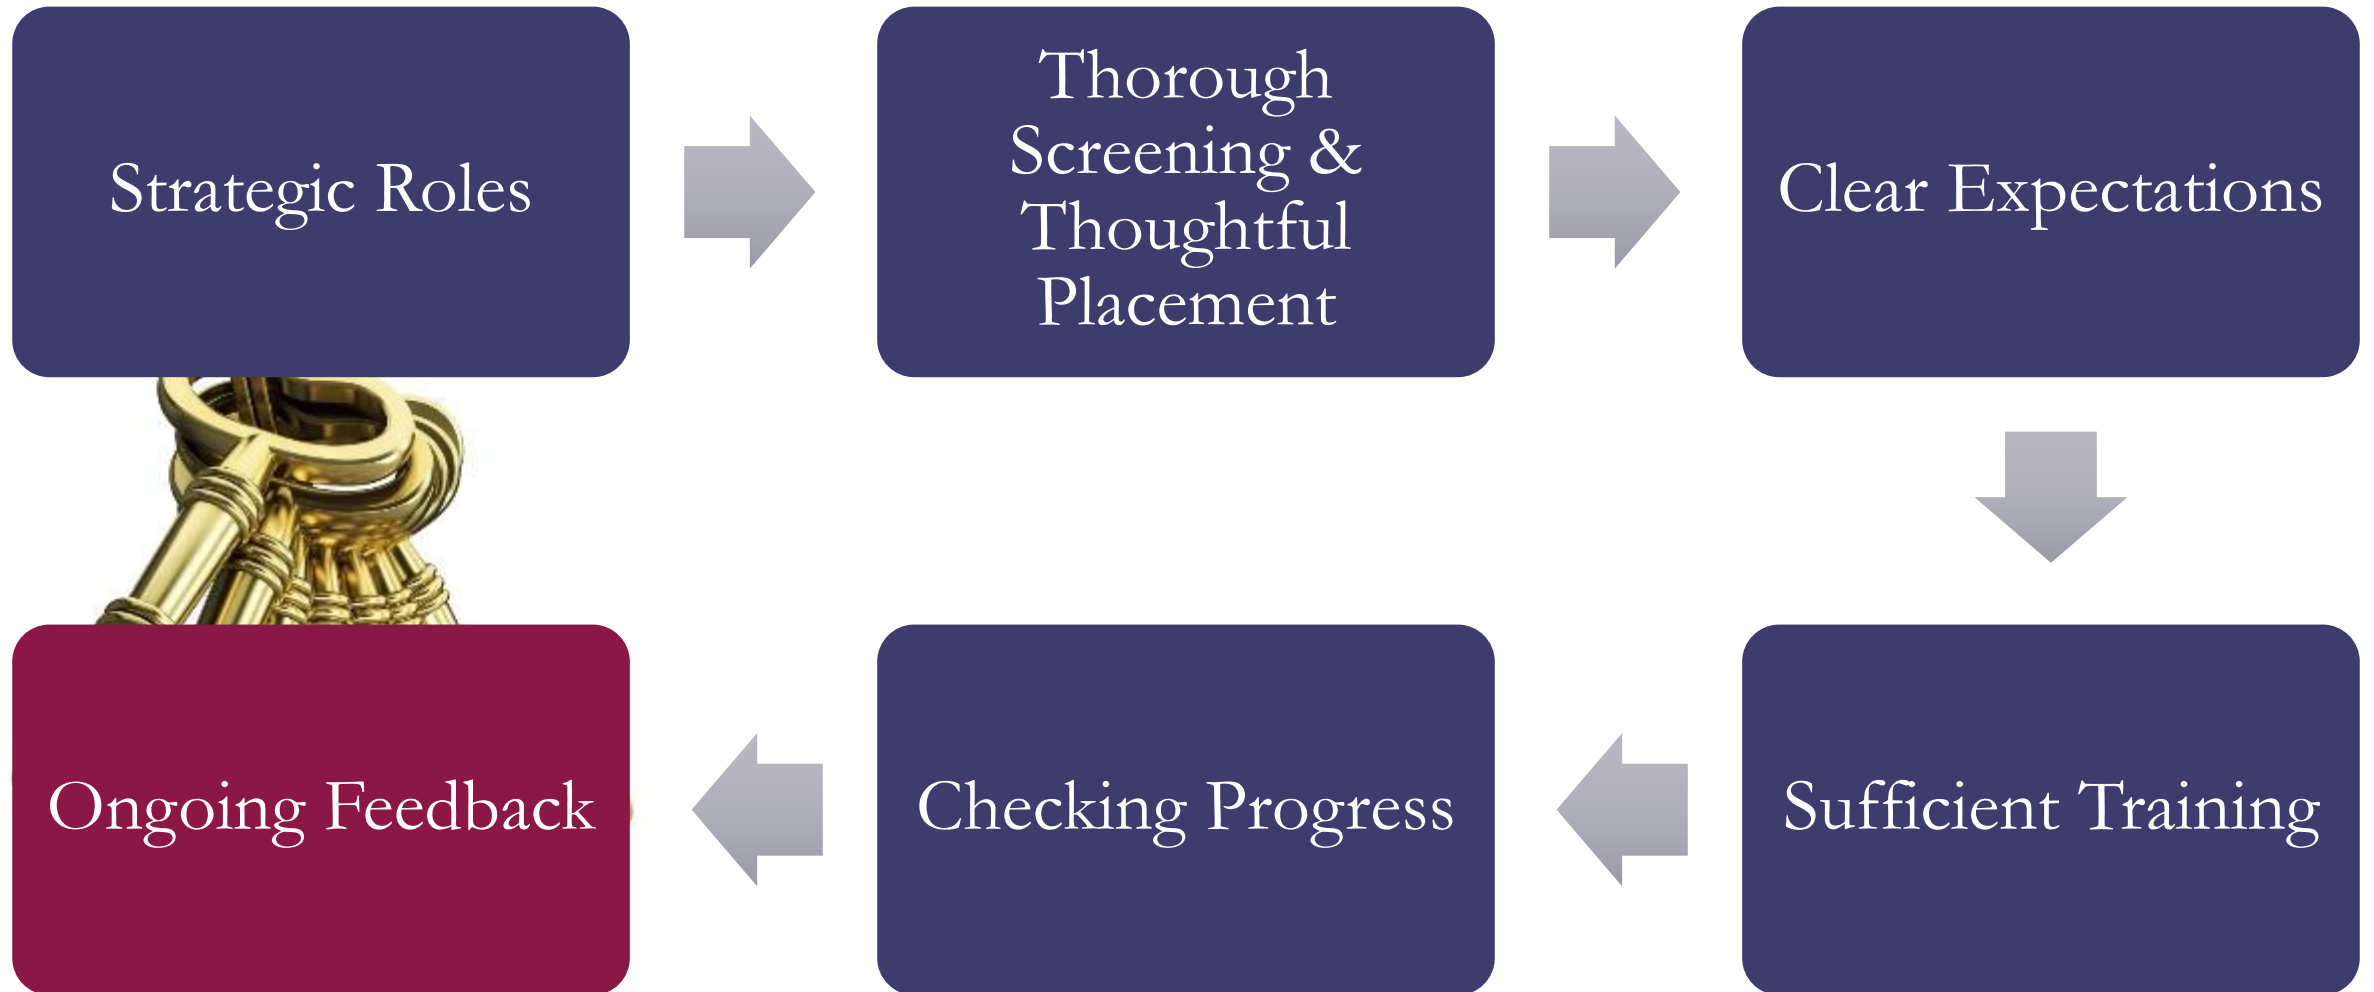 Strategic Roles
Thorough
Screening &
Thoughtful
Placement
Clear Expectations
Sufficient Training
Checking Progress
Ongoing Feedback